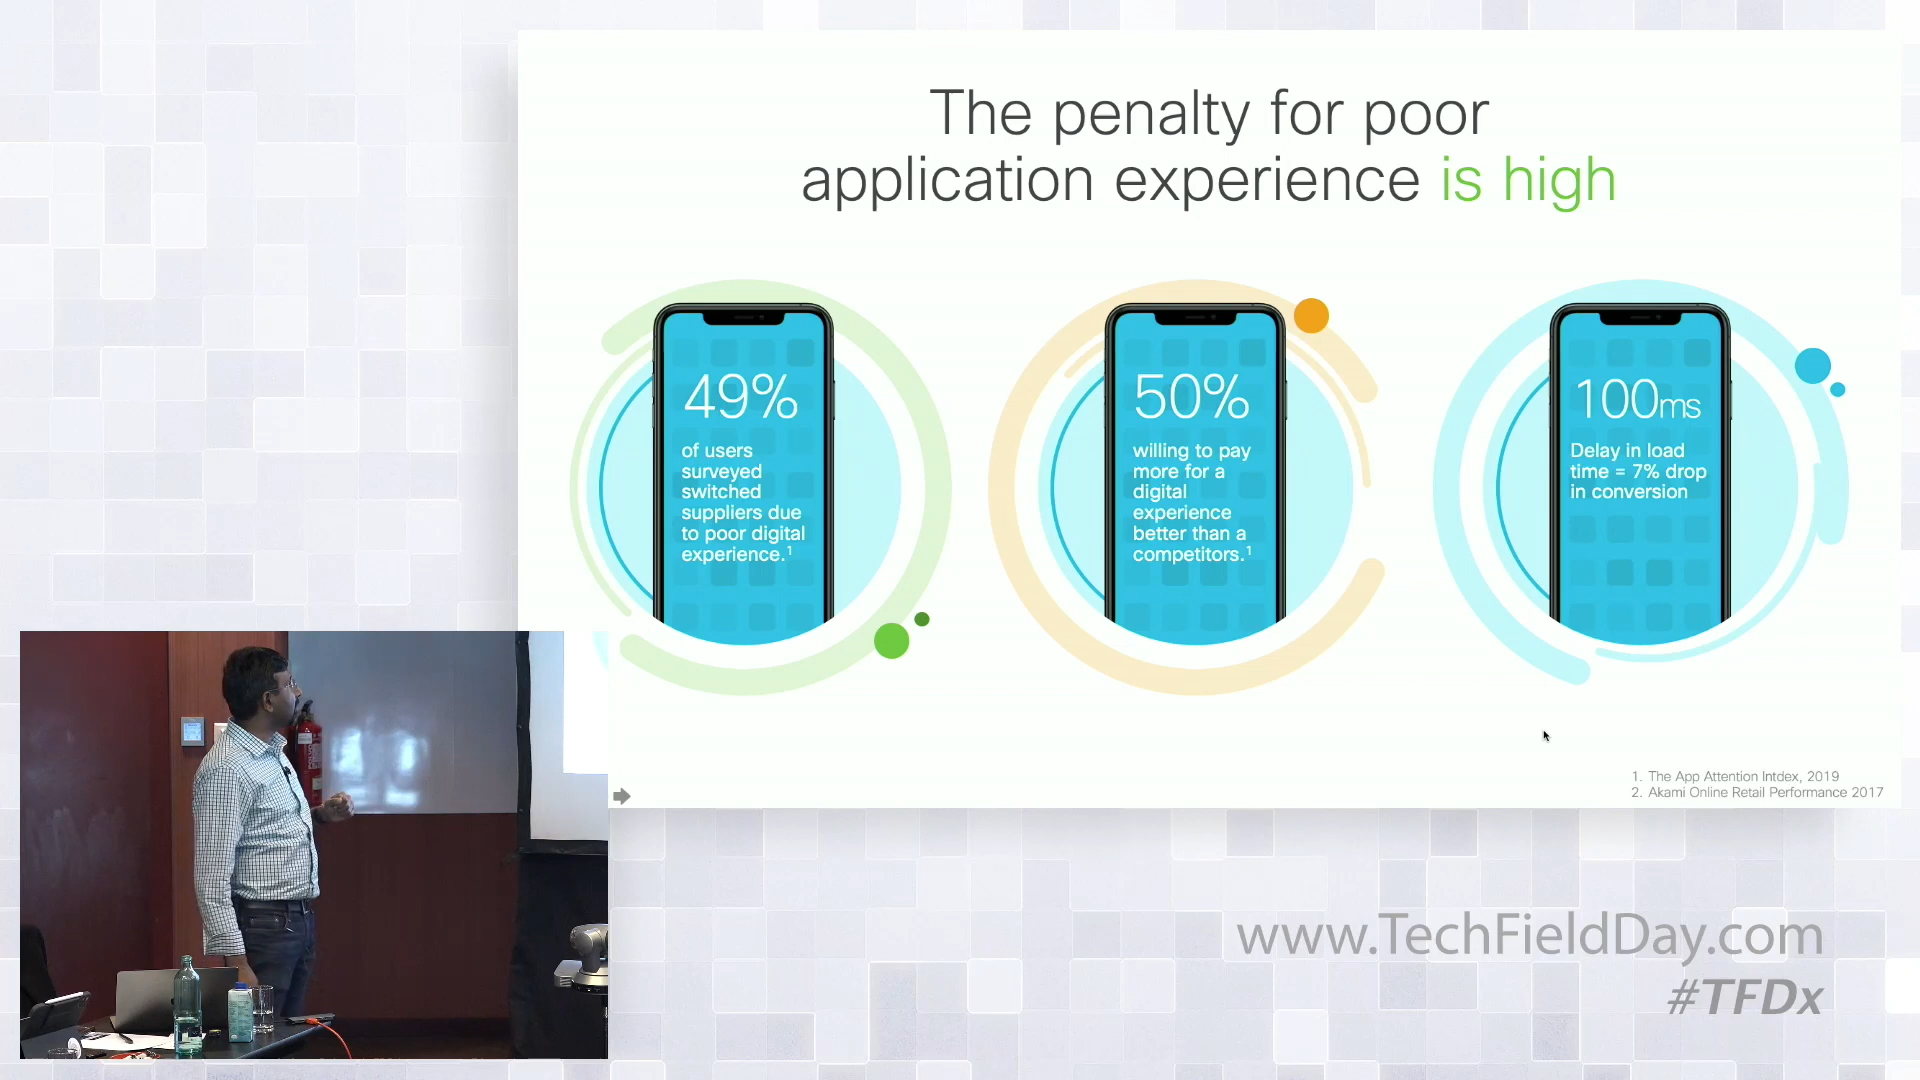 The penalty for poor
application experience is high
49%
of users
surveyed
switched
suppliers due
to poor digital
experience.1
50%
willing to pay
more for a
digital
experience
better than a
competitors.1
100ms
Delay in load
time = 7% drop
in conversion
1. The App Attention Intdex, 2019
2. Akami Online Retail Performance 2017
www.TechFieldDay.com
#TFDx